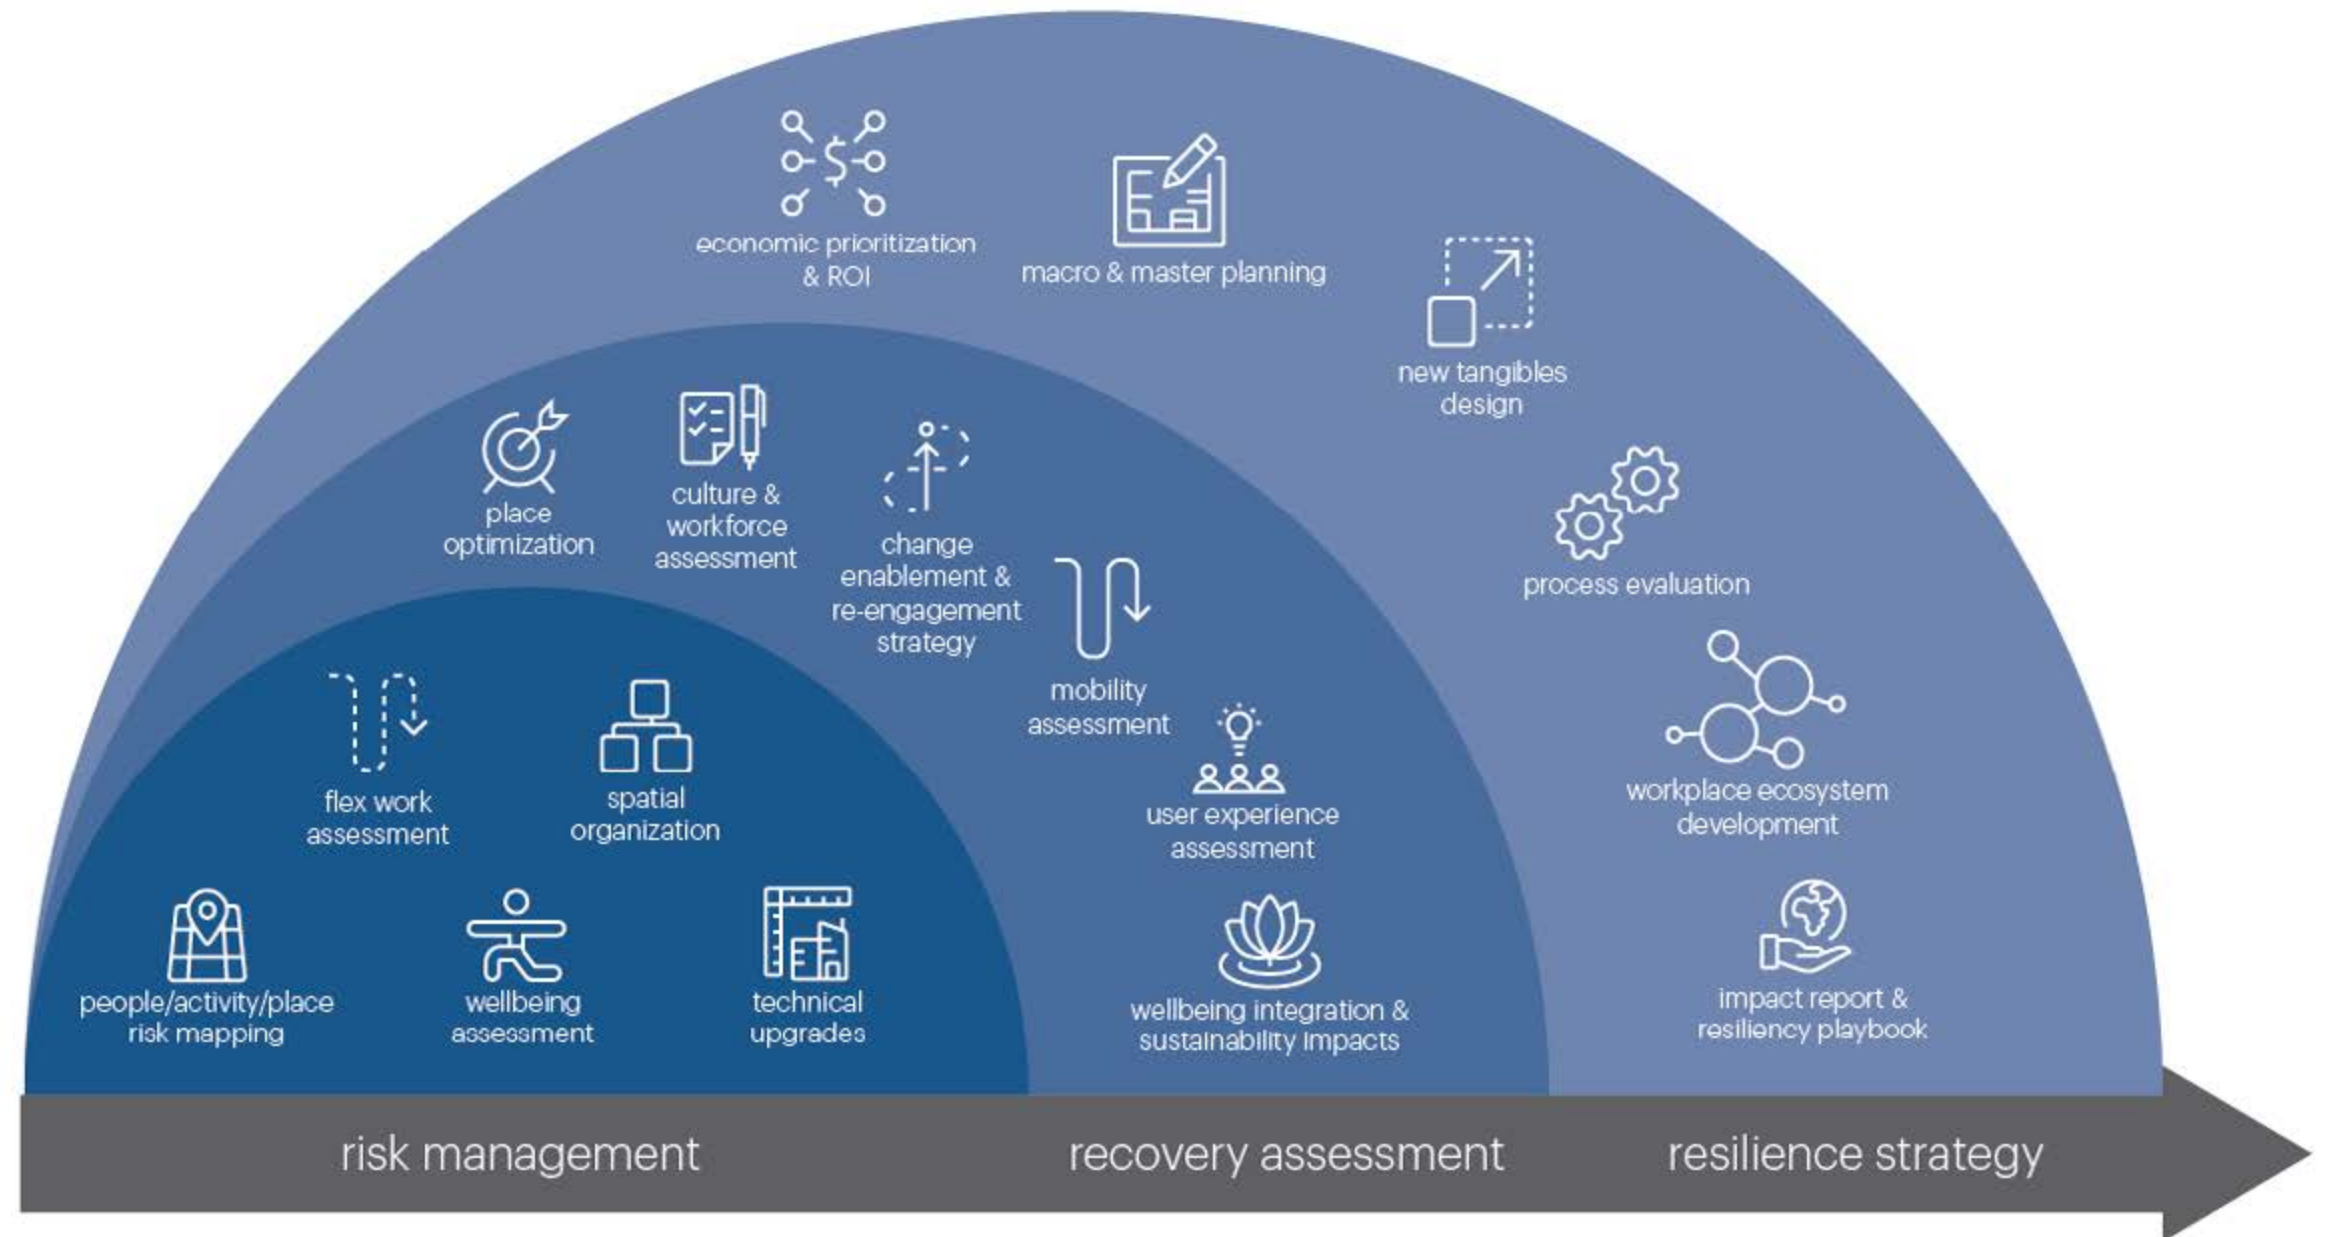 economic prioritization
& ROI
macro & master planning
new tangibles
design
process evaluation
workplace ecosystem
development
impact report &
resiliency playbook
place
optimization
culture &
workforce
assessment
change
enablement &
re-engagement
strategy
mobility
assessment
user experience
assessment
wellbeing integration &
sustainability impacts
flex work
assessment
spatial
organization
people/activity/place
risk mapping
wellbeing
assessment
technical
upgrades
risk management
recovery assessment
resilience strategy